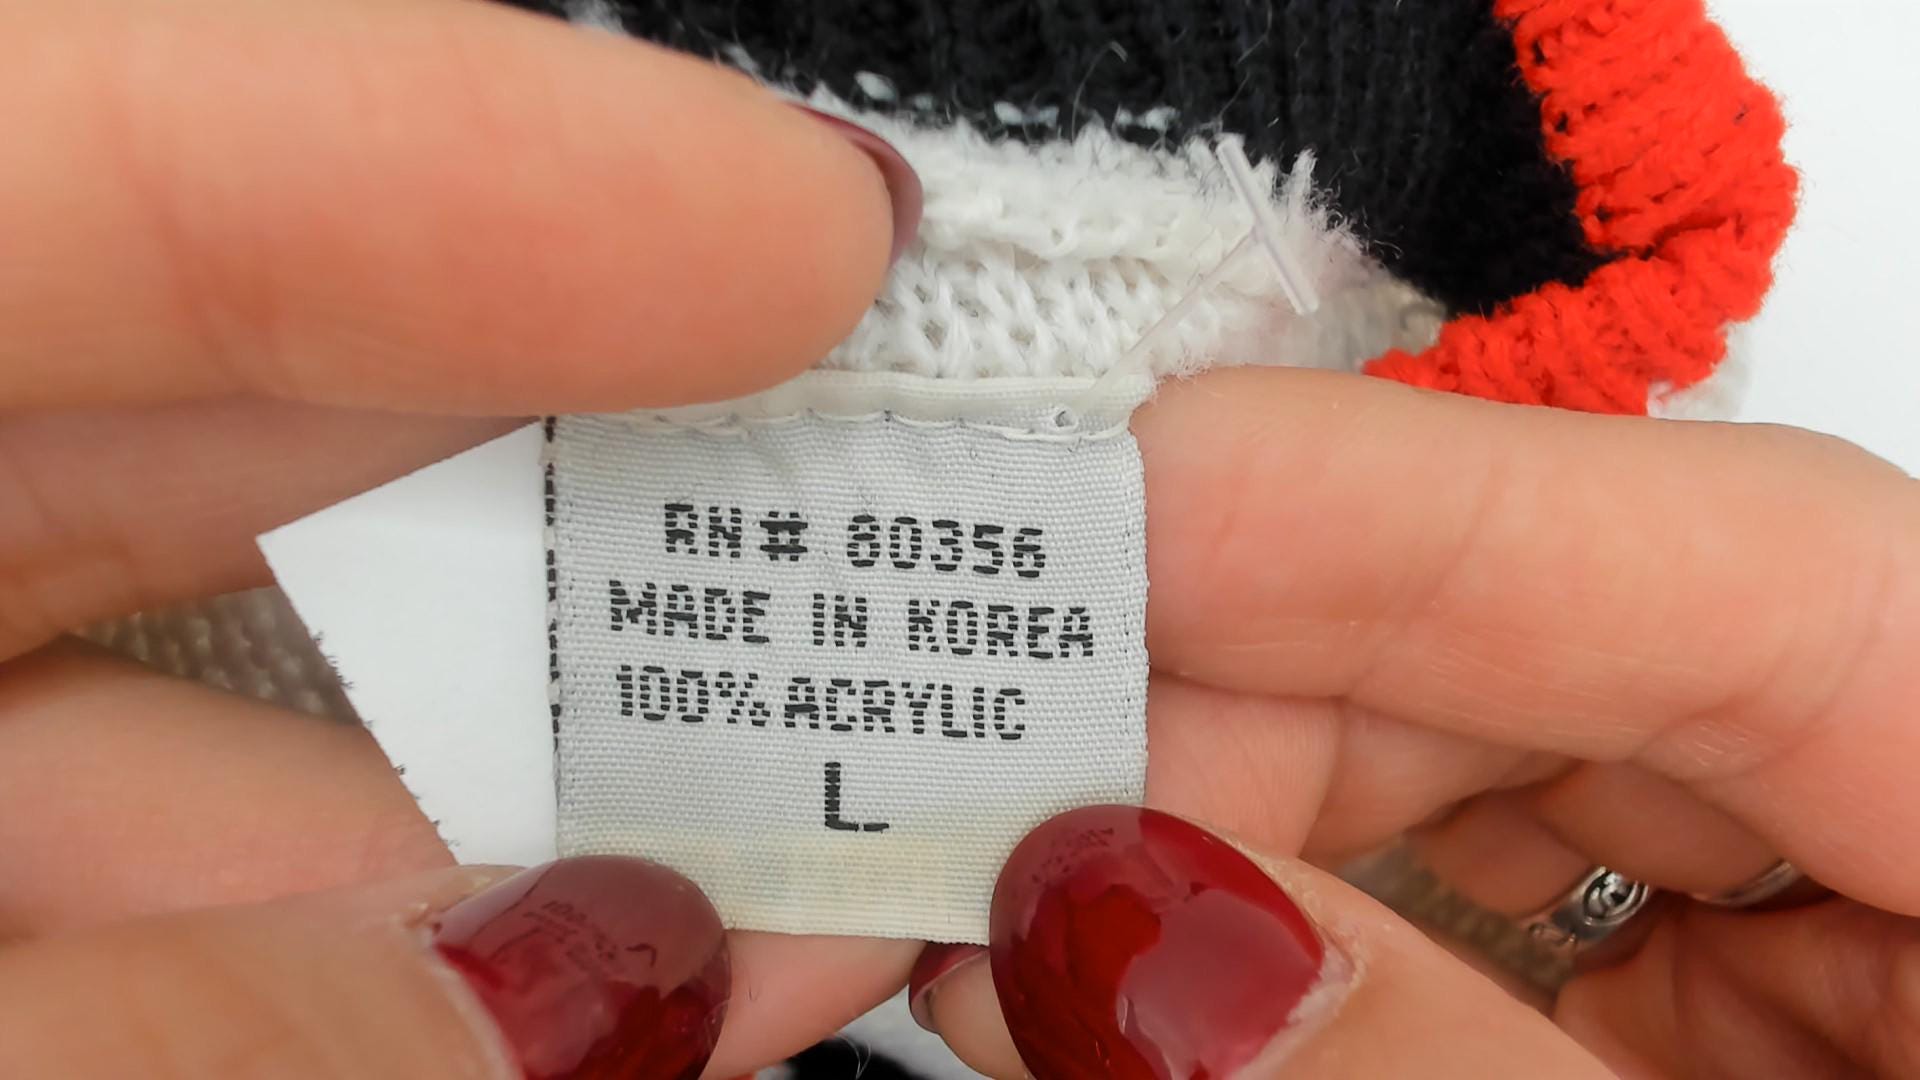 RN# 80356
MADE IN KOREA
100% ACRYLIC
L